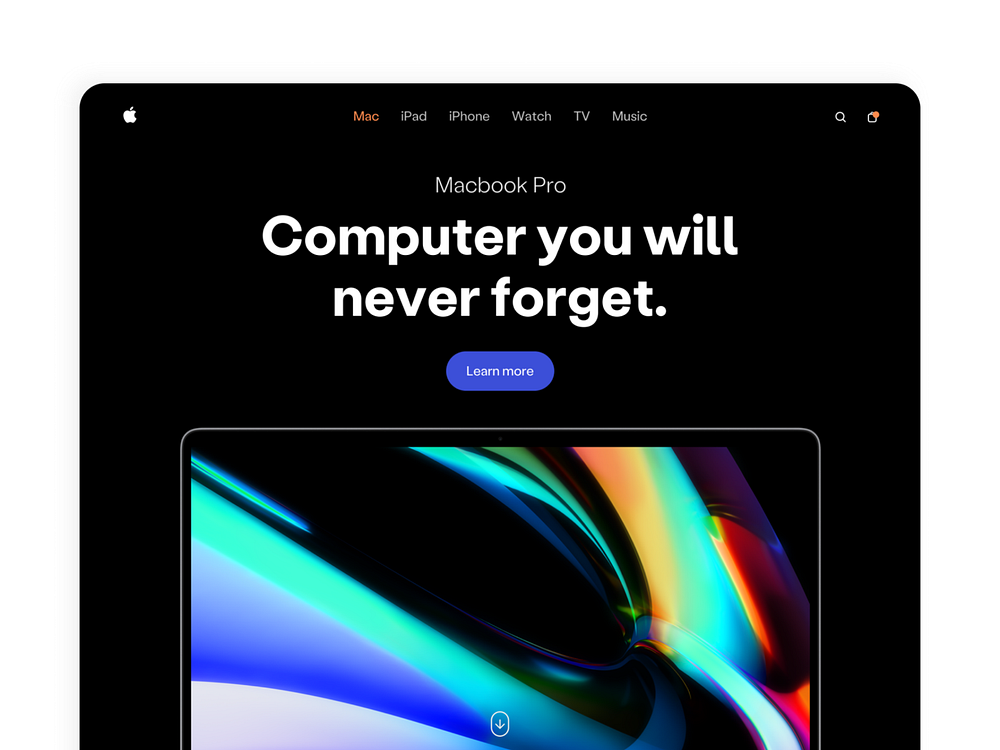 Mac iPad iPhone Watch TV Music
Macbook Pro
Computer you will
never forget.
Learn more